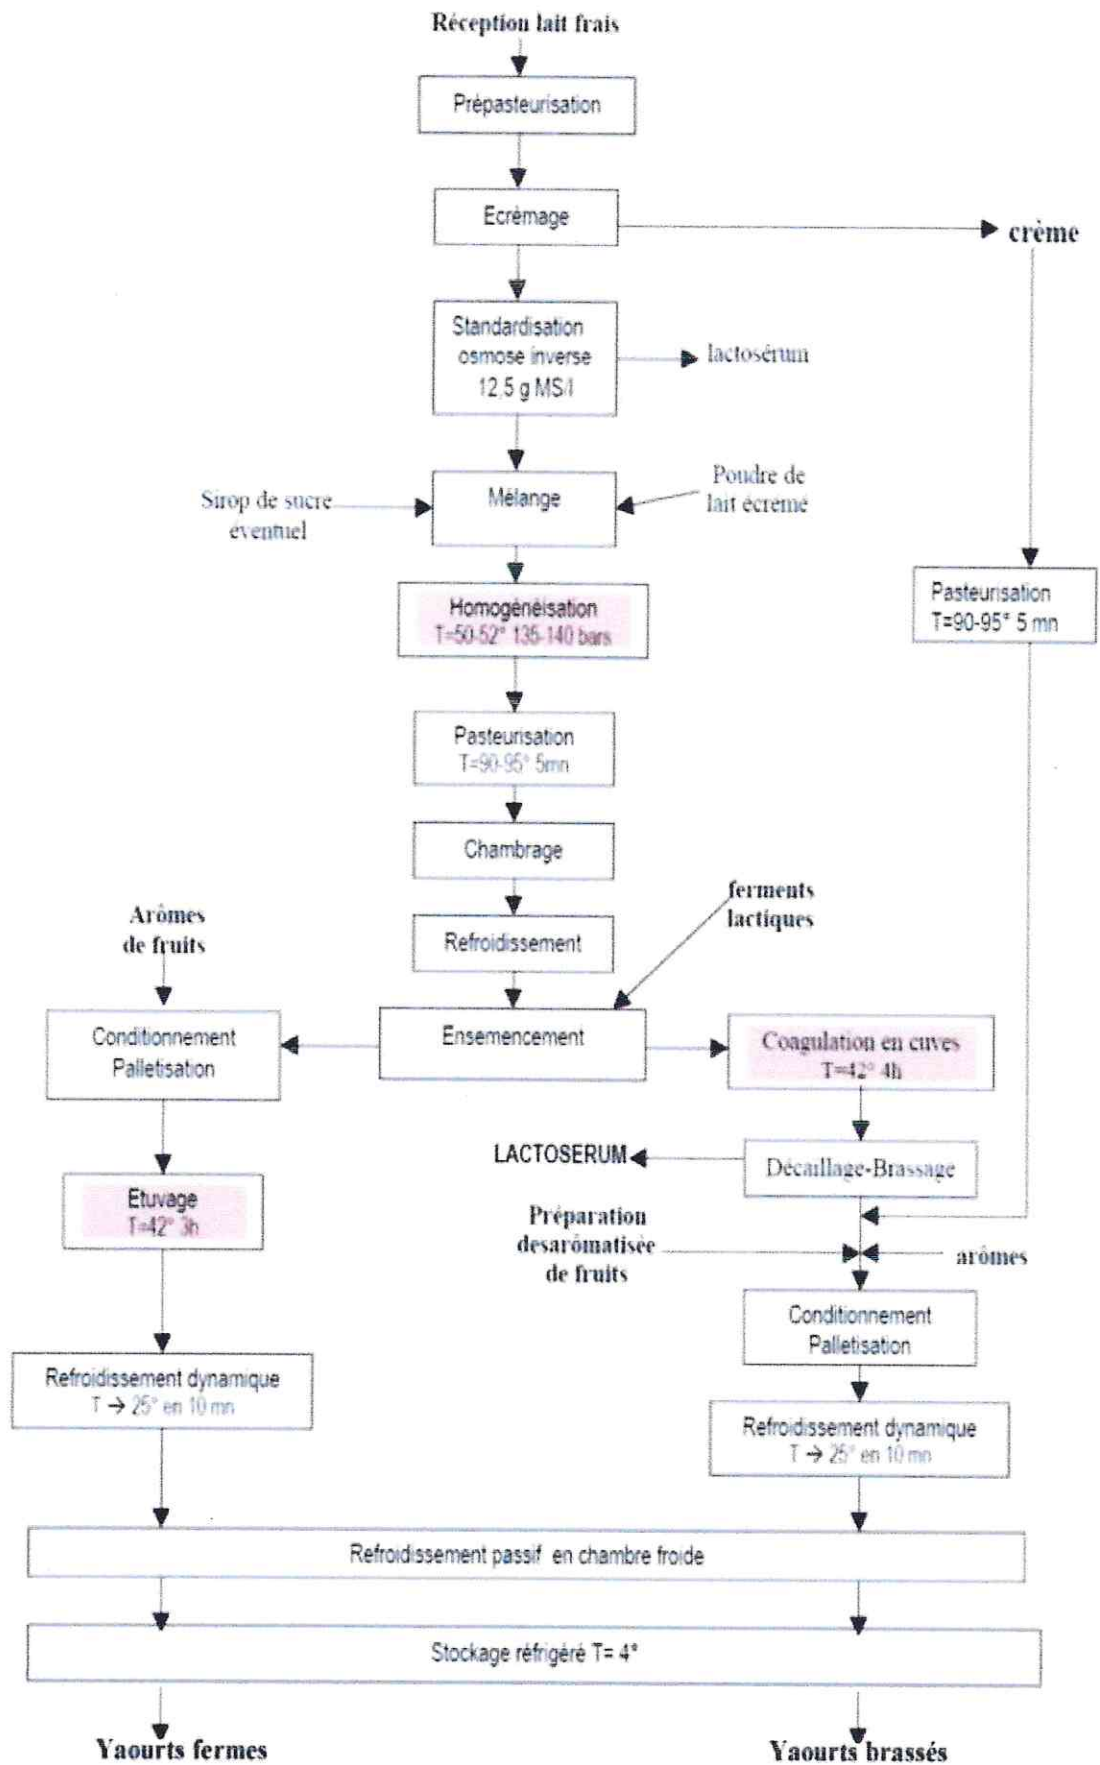 Réception lait frais
Prépasteurisation
Ecrémage
crème
Standardisation
osmose inverse
12,5 g MS/l
lactosérum
Mélange
Sirop de sucre
éventuel
Poudre de
lait écrémé
Homogénéisation
T=50-52° 135-140 bars
Pasteurisation
T=90-95° 5 mn
Pasteurisation
T=90-95° 5mn
Chambrage
Refroidissement
ferments
lactiques
Arômes
de fruits
Ensemencement
Conditionnement
Palletisation
Coagulation en cuves
T=42° 4h
LACTOSERUM
Décaillage-Brassage
Etuvage
T=42° 3h
Préparation
desarômatisée
de fruits
arômes
Conditionnement
Palletisation
Refroidissement dynamique
T → 25° en 10 mn
Refroidissement dynamique
T → 25° en 10 mn
Refroidissement passif en chambre froide
Stockage réfrigéré T= 4°
Yaourts fermes
Yaourts brassés